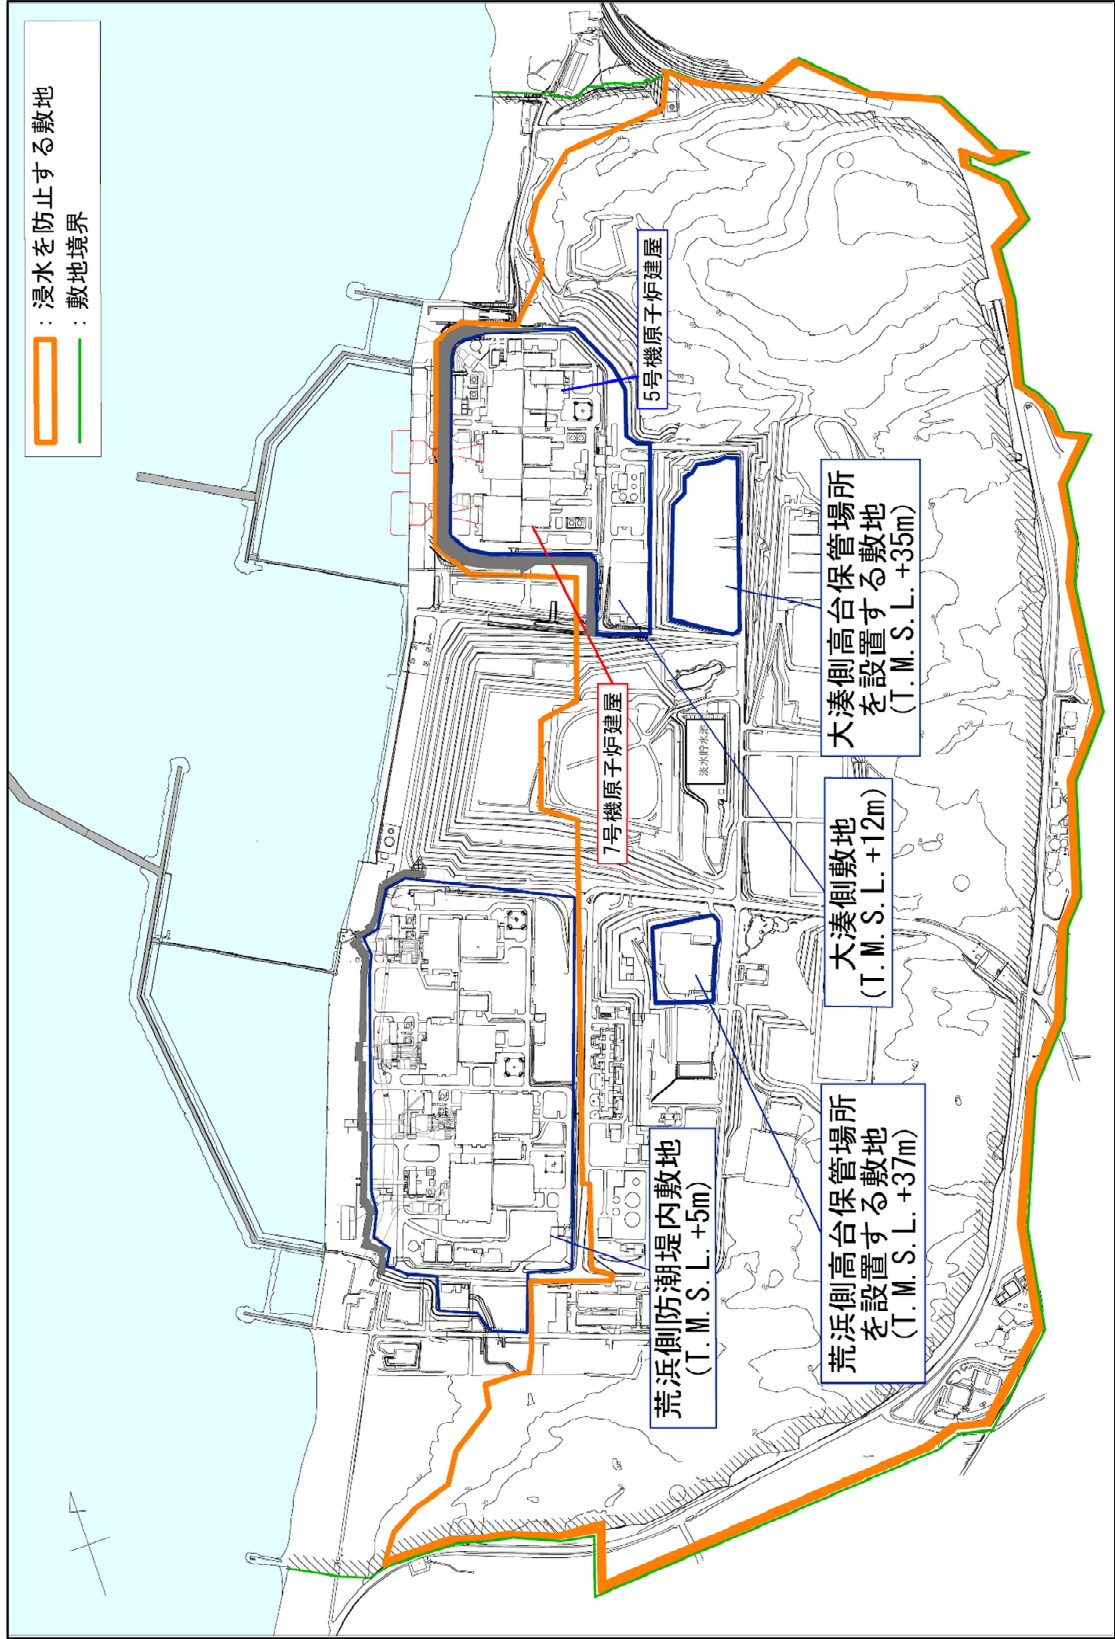 ：浸水を防止する敷地
：敷地境界
5号機原子炉建屋
7号機原子炉建屋
淡水貯水池
大湊側高台保管場所
を設置する敷地
(T.M.S.L.+35m)
大湊側敷地
(T.M.S.L.+12m)
荒浜側高台保管場所
を設置する敷地
(T.M.S.L.+37m)
荒浜側防潮堤内敷地
(T.M.S.L.+5m)